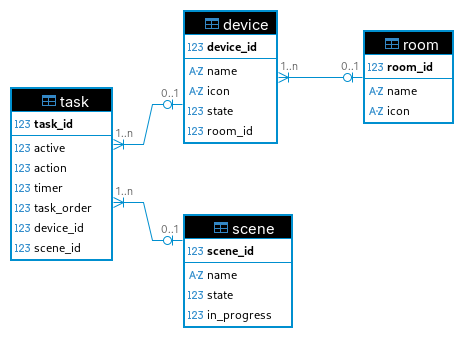 device
123 device_id
A-Z name
A-Z icon
123 state
123 room_id
1..n
0..1
room
123 room_id
A-Z name
A-Z icon
task
123 task_id
123 active
123 action
123 timer
123 task_order
123 device_id
123 scene_id
0..1
1..n
1..n
0..1
scene
123 scene_id
A-Z name
123 state
123 in_progress